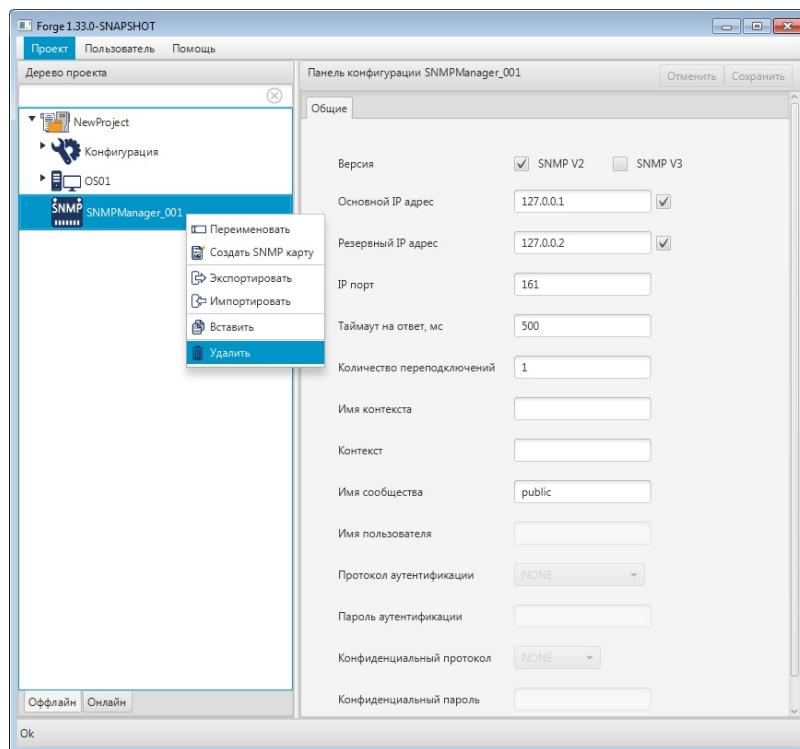 Forge 1.33.0-SNAPSHOT
Проект Пользователь Помощь
Дерево проекта
NewProject
Конфигурация
OS01
SNMP SNMPManager_001
Переименовать
Создать SNMP карту
Экспортировать
Импортировать
Вставить
Удалить
Оффлайн Онлайн
Панель конфигурации SNMPManager_001 Отменить Сохранить
Общие
Версия SNMP V2 SNMP V3
Основной IP адрес 127.0.0.1
Резервный IP адрес 127.0.0.2
IP порт 161
Таймаут на ответ, мс 500
Количество переподключений 1
Имя контекста
Контекст
Имя сообщества public
Имя пользователя
Протокол аутентификации NONE
Пароль аутентификации
Конфиденциальный протокол NONE
Конфиденциальный пароль
Ok